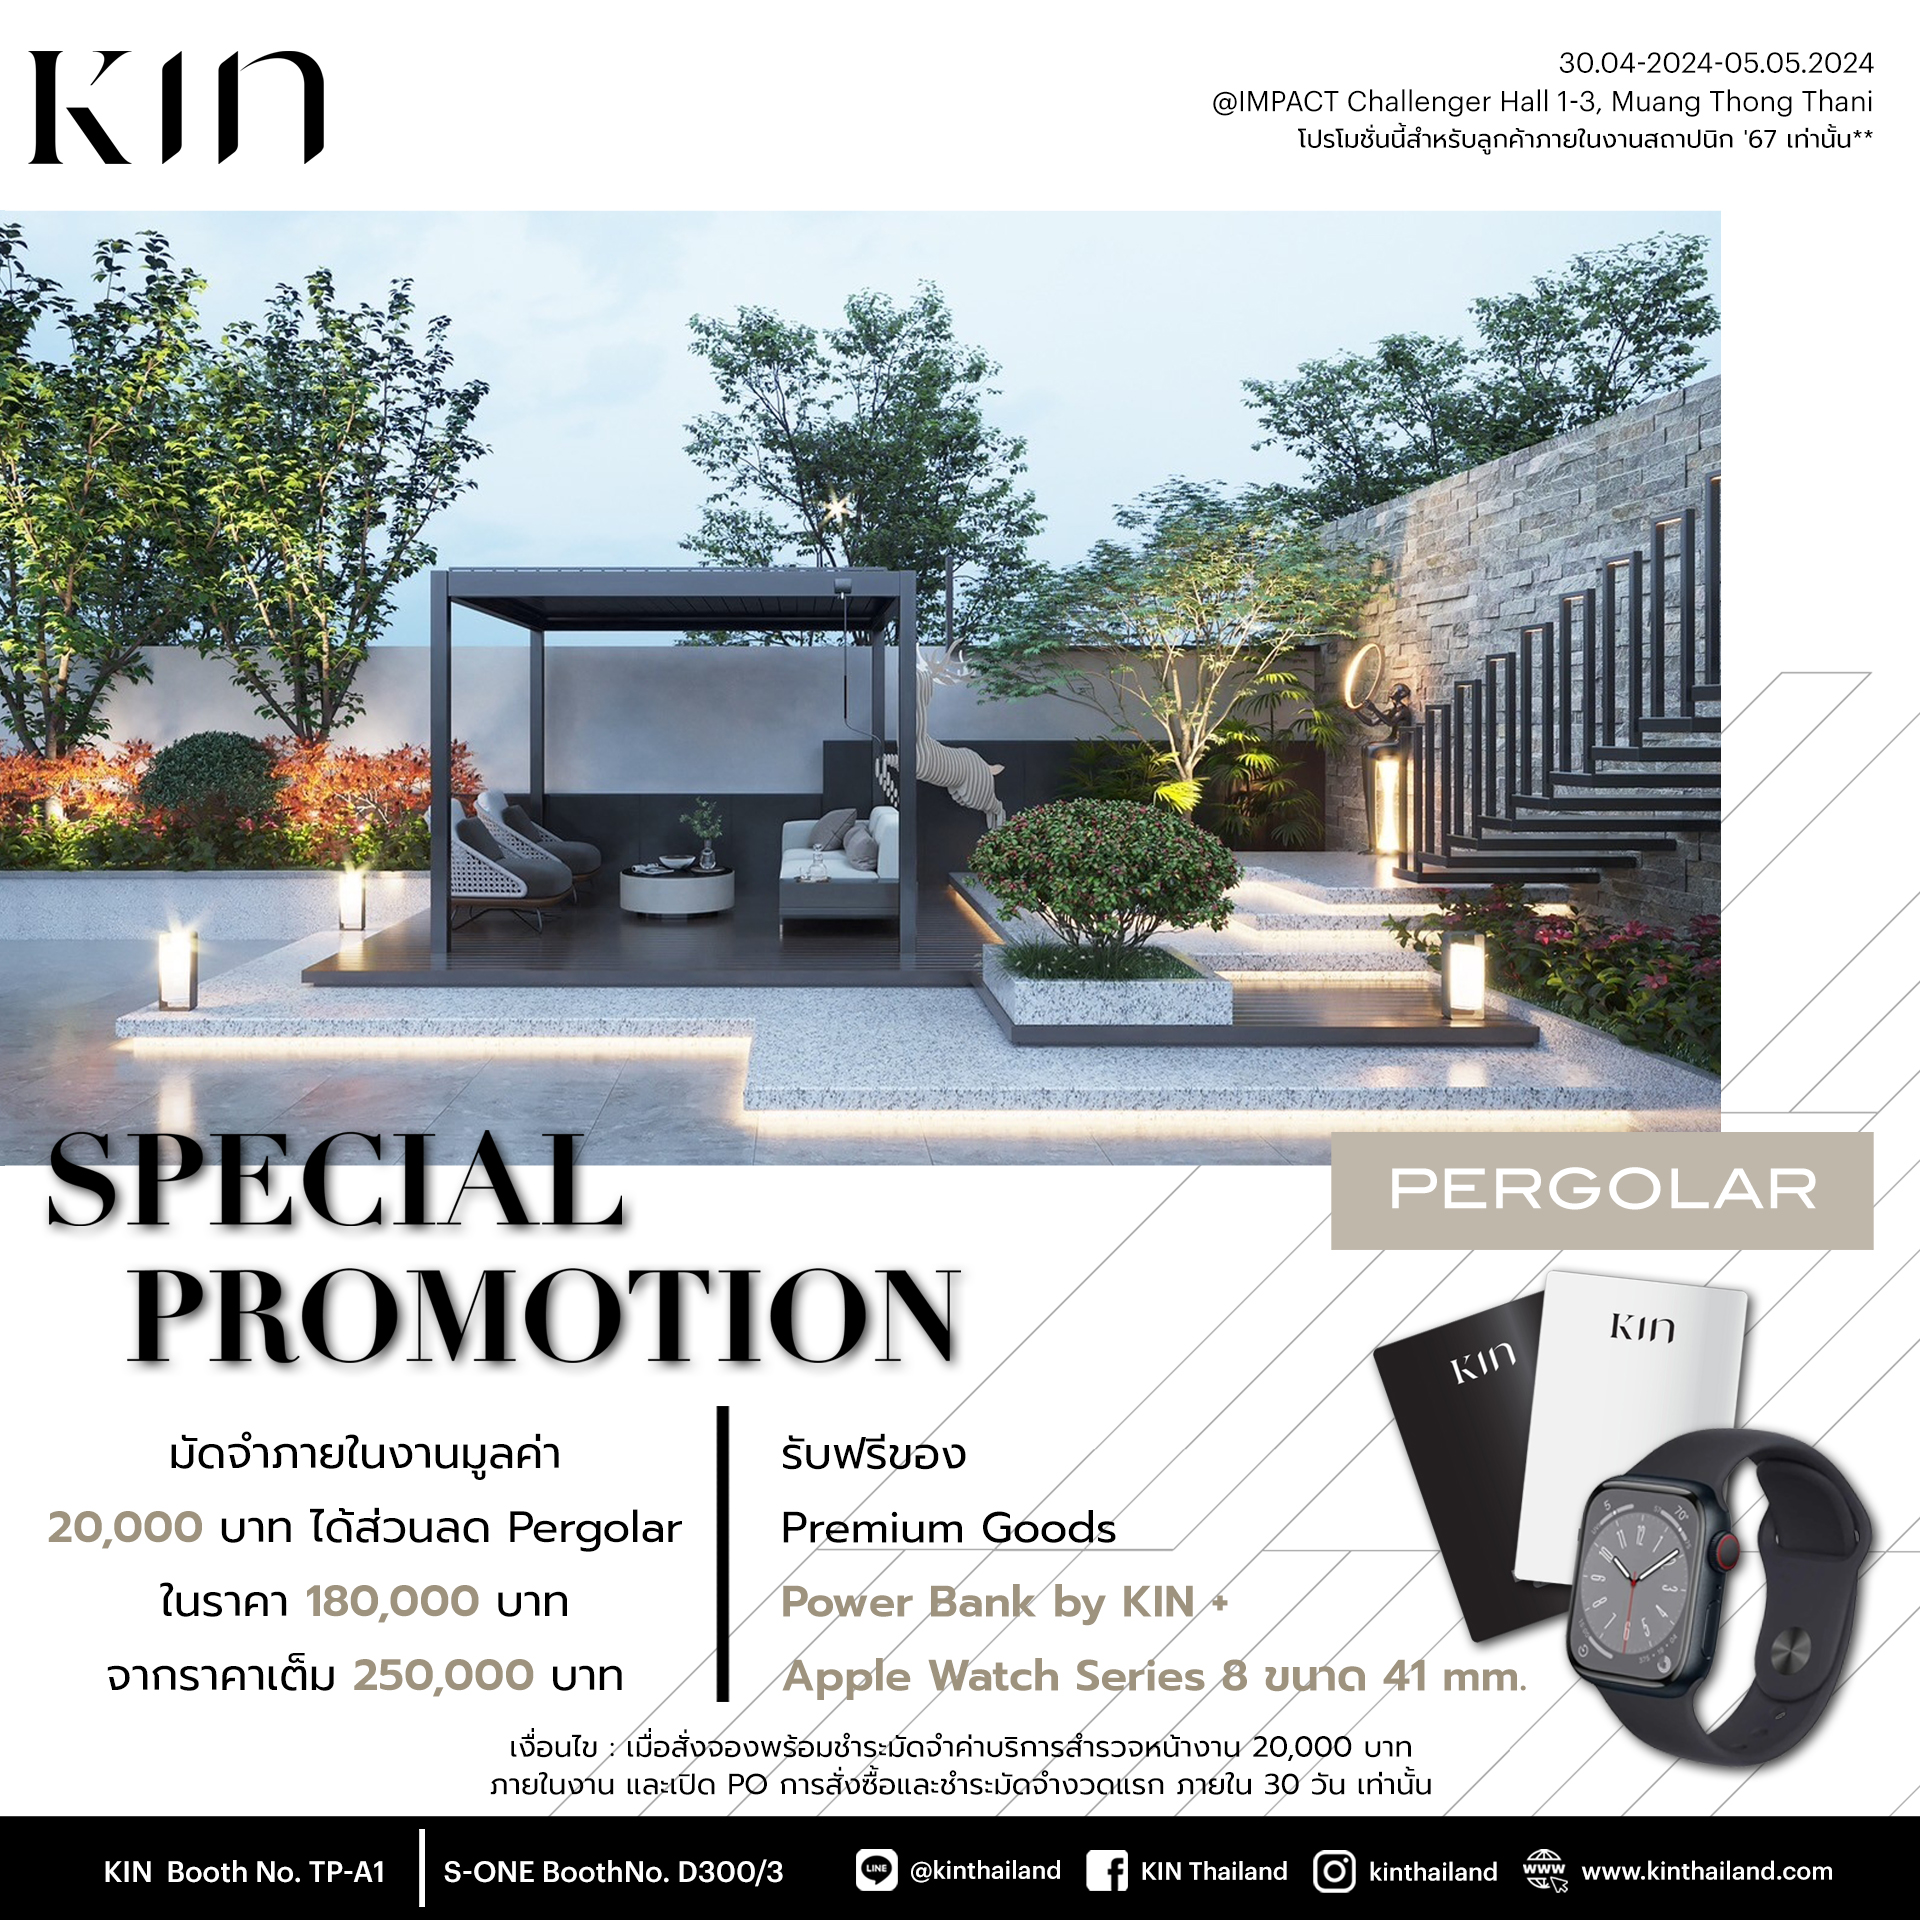 KIN
30.04-2024-05.05.2024
@IMPACT Challenger Hall 1-3, Muang Thong Thani
โปรโมชั่นนี้สำหรับลูกค้าภายในงานสถาปนิก '67 เท่านั้น**
PERGOLAR
SPECIAL
PROMOTION
มัดจำภายในงานมูลค่า
20,000 บาท ได้ส่วนลด Pergolar
ในราคา 180,000 บาท
จากราคาเต็ม 250,000 บาท
รับฟรีของ
Premium Goods
Power Bank by KIN +
Apple Watch Series 8 ขนาด 41 mm.
KIN
KIN
เงื่อนไข : เมื่อสั่งจองพร้อมชำระมัดจำค่าบริการสำรวจหน้างาน 20,000 บาท
ภายในงาน และเปิด PO การสั่งซื้อและชำระมัดจำงวดแรก ภายใน 30 วัน เท่านั้น
KIN Booth No. TP-A1
S-ONE BoothNo. D300/3
LINE @kinthailand
KIN Thailand
kinthailand
www www.kinthailand.com